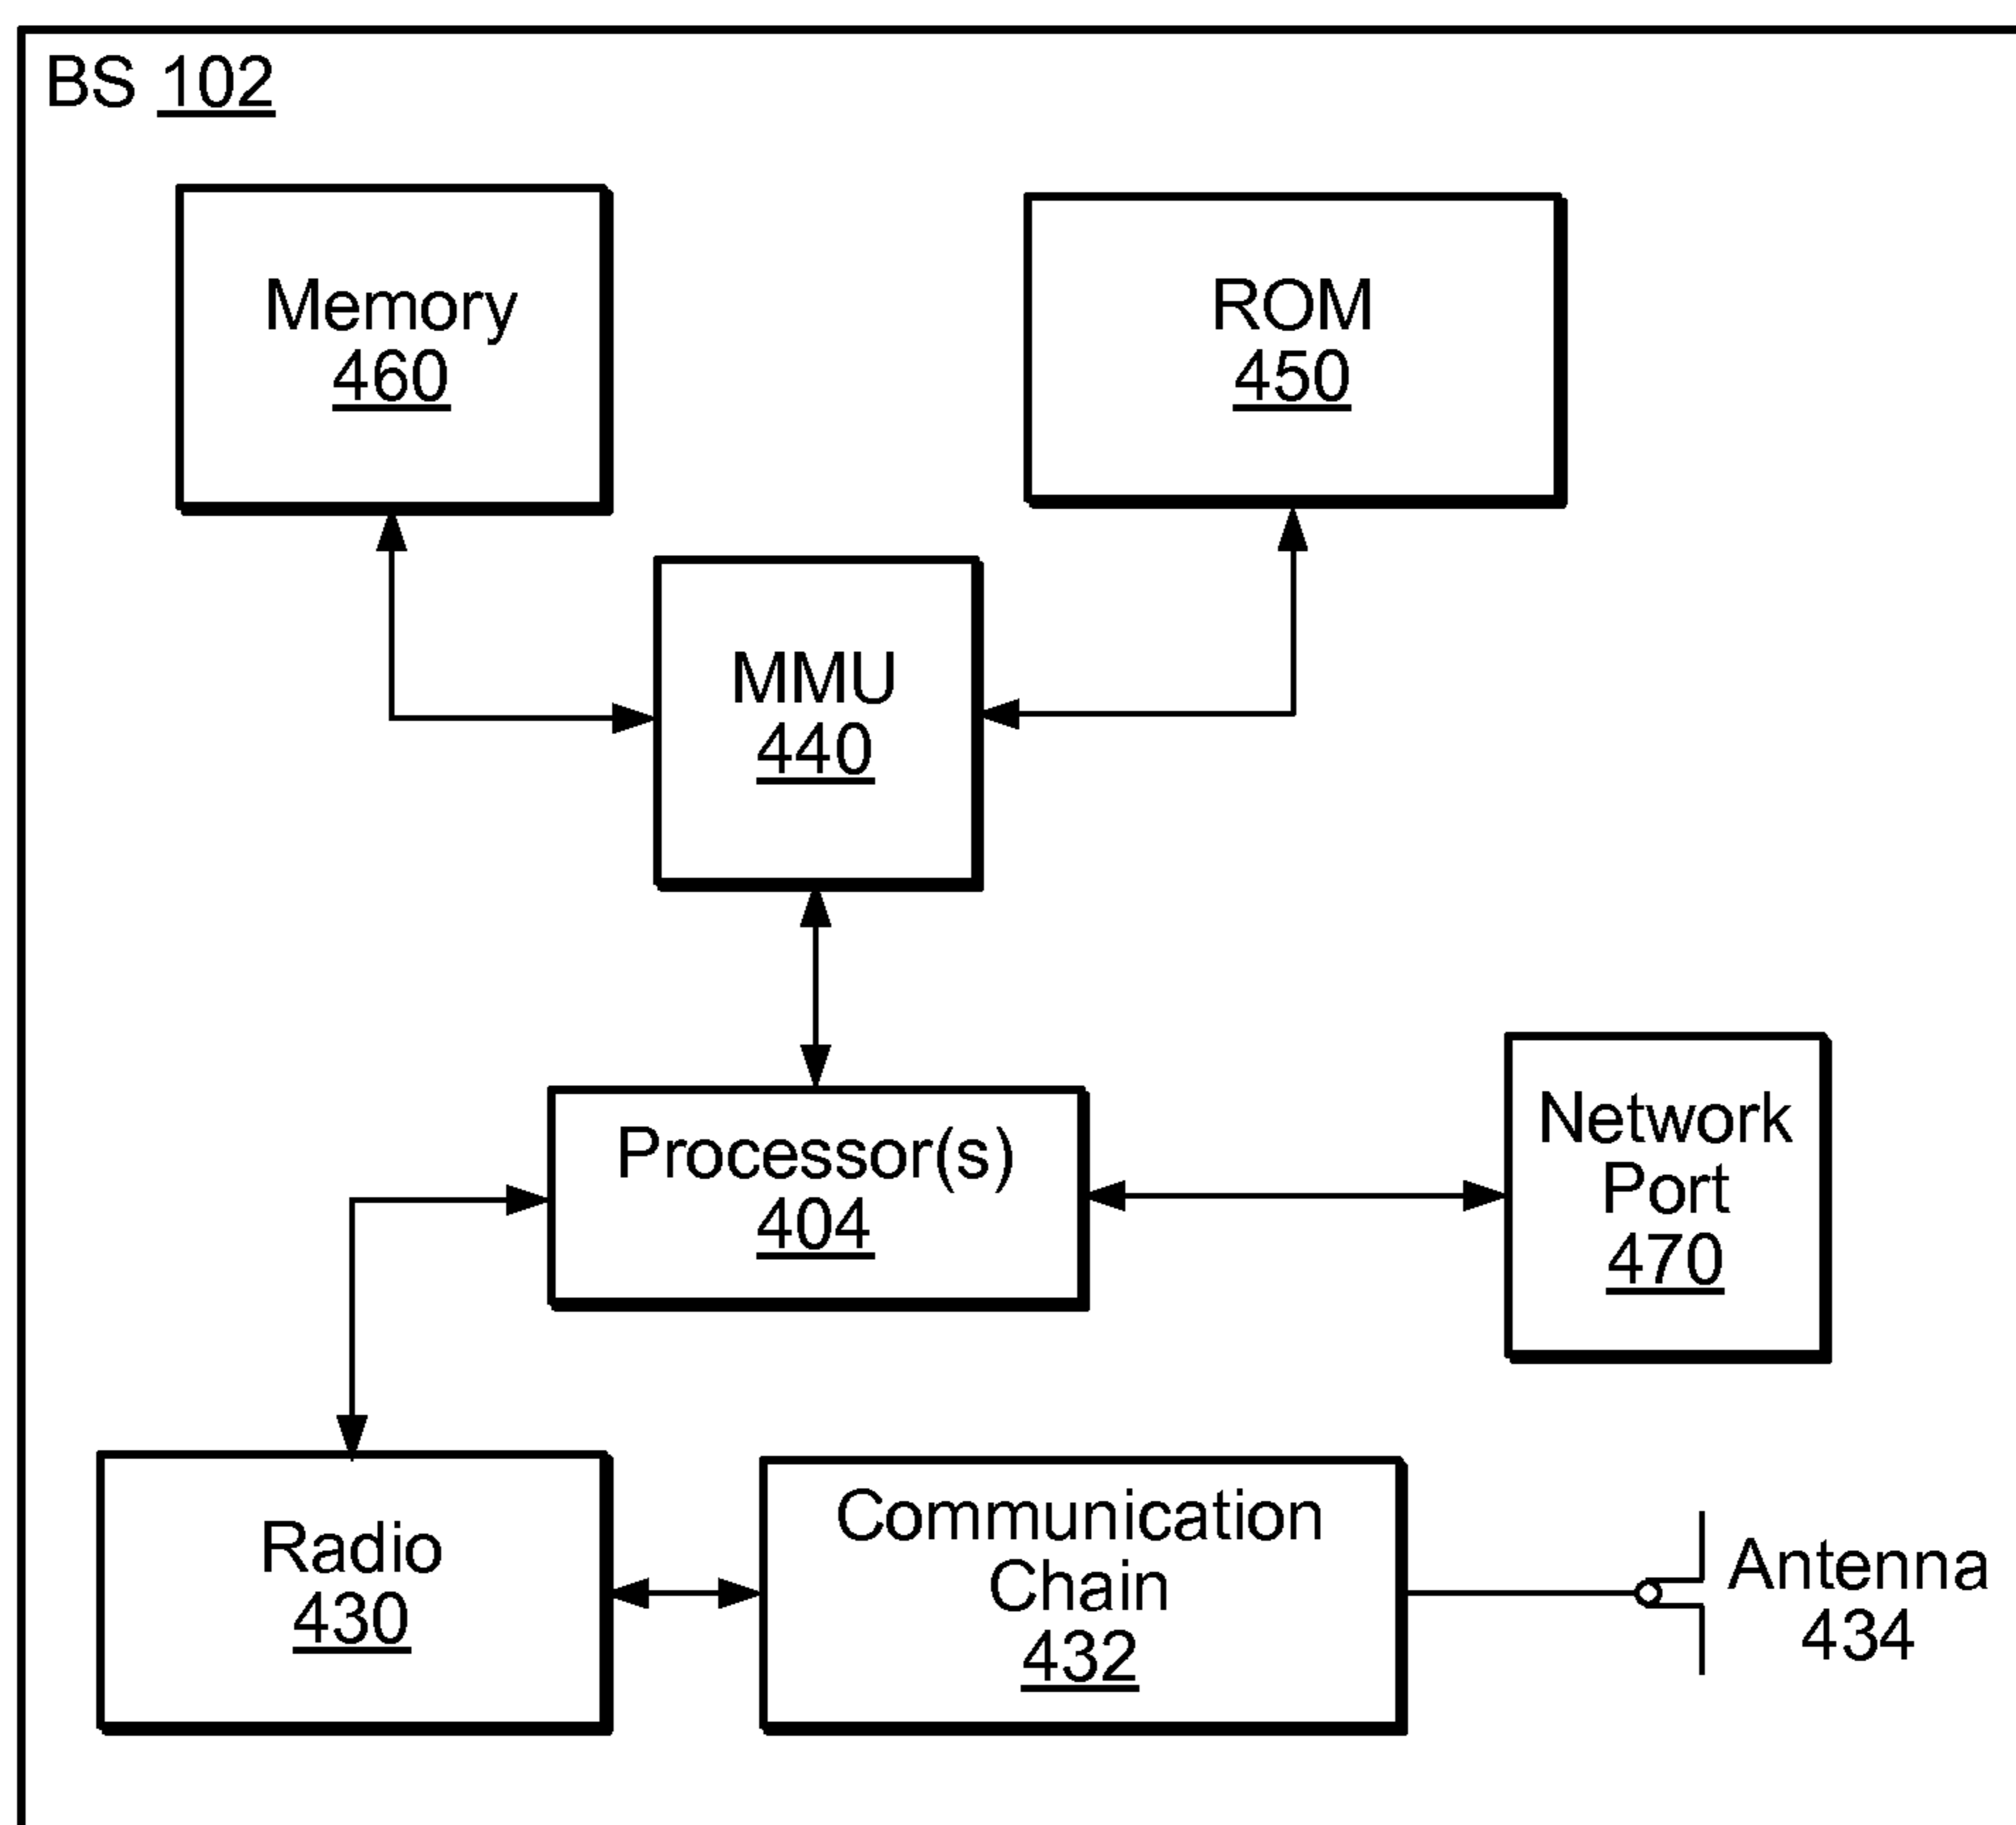 BS 102
Memory
460
ROM
450
MMU
440
Processor(s)
404
Network
Port
470
Radio
430
Communication
Chain
432
Antenna
434